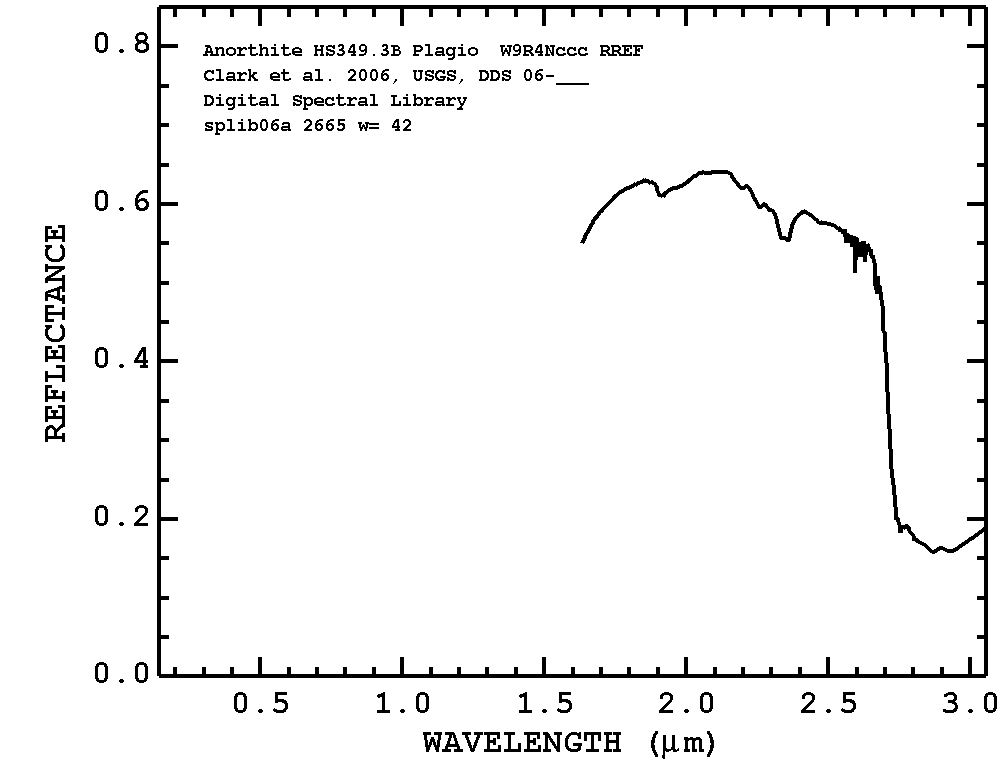 Anorthite HS349.3B Plagio W9R4Nccc RREF
Clark et al. 2006, USGS, DDS 06-___
Digital Spectral Library
splib06a 2665 w= 42
0.8
0.6
0.4
0.2
0.0
REFLECTANCE
0.5 1.0 1.5 2.0 2.5 3.0
WAVELENGTH (μm)